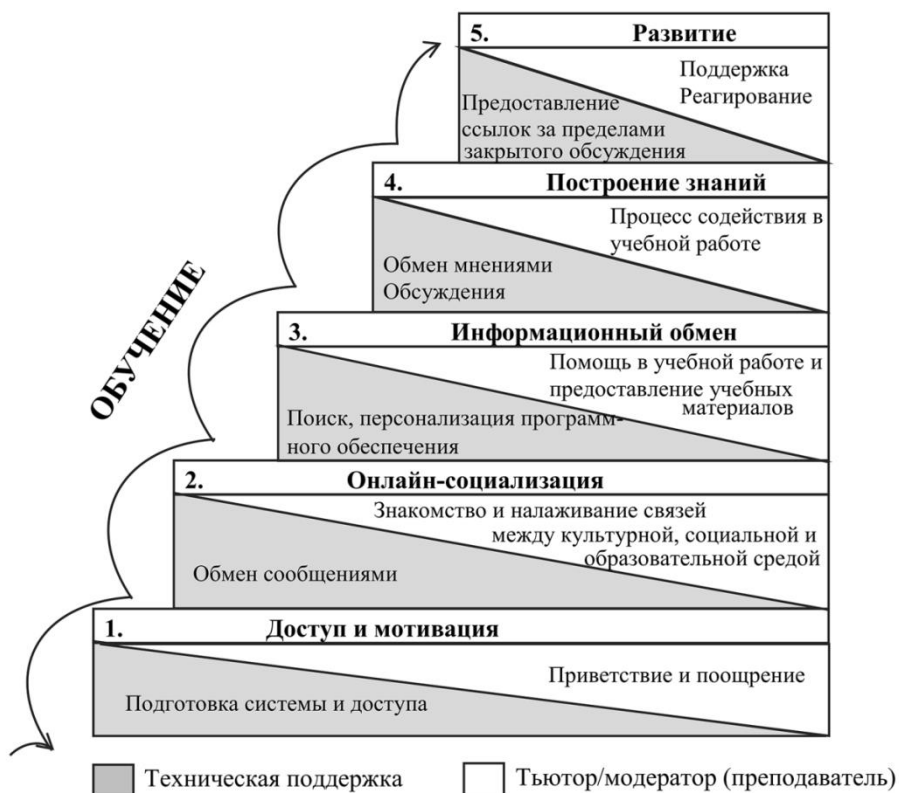 5. Развитие
Поддержка
Реагирование
Предоставление
ссылок за пределами
закрытого обсуждения
4. Построение знаний
Процесс содействия в
учебной работе
Обмен мнениями
Обсуждения
3. Информационный обмен
Помощь в учебной работе и
предоставление учебных
материалов
Поиск, персонализация программ-
ного обеспечения
2. Онлайн-социализация
Знакомство и налаживание связей
между культурной, социальной и
образовательной средой
Обмен сообщениями
1. Доступ и мотивация
Приветствие и поощрение
Подготовка системы и доступа
ОБУЧЕНИЕ
Техническая поддержка
Тьютор/модератор (преподаватель)